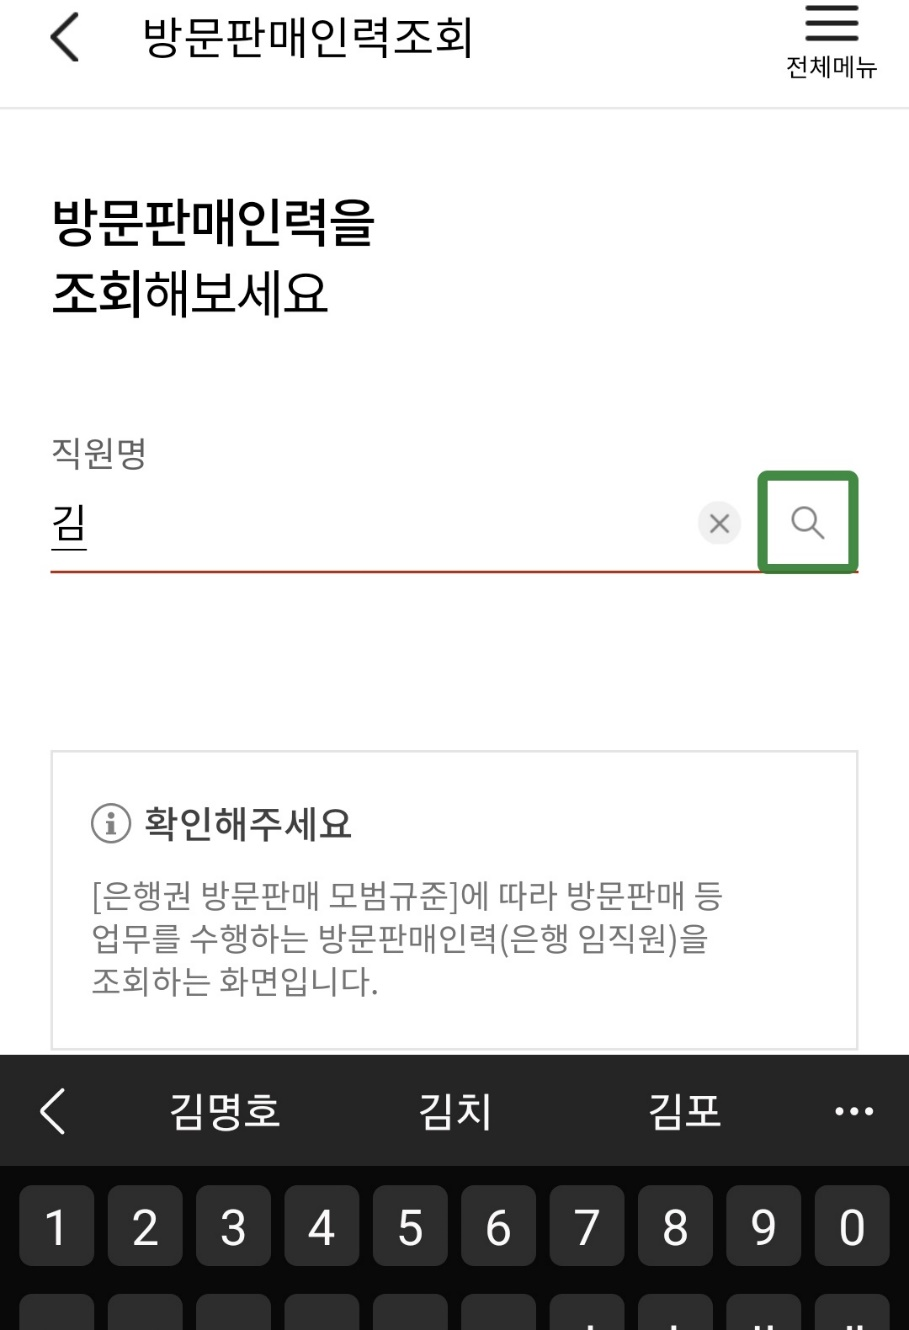 방문판매인력조회
전체메뉴
방문판매인력을
조회해보세요
직원명
김
확인해주세요
[은행권 방문판매 모범규준]에 따라 방문판매 등
업무를 수행하는 방문판매인력(은행 임직원)을
조회하는 화면입니다.
김명호 김치 김포
1 2 3 4 5 6 7 8 9 0